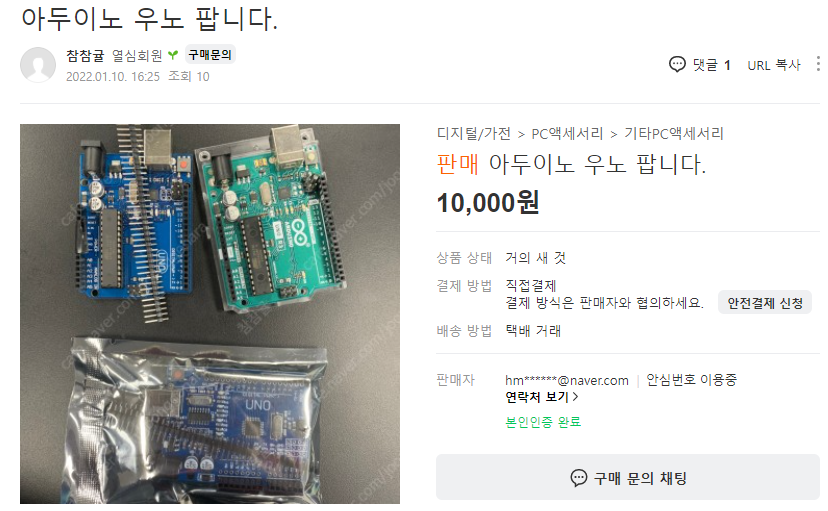 아두이노 우노 팝니다.
참참귤 열심회원 구매문의
2022.01.10. 16:25 조회 10
댓글 1 URL 복사
디지털/가전 > PC액세서리 > 기타PC액세서리
판매 아두이노 우노 팝니다.
10,000원
상품 상태 거의 새 것
결제 방법 직접결제
결제 방식은 판매자와 협의하세요. 안전결제 신청
배송 방법 택배 거래
판매자 hm******@naver.com | 안심번호 이용중
연락처 보기 >
본인인증 완료
구매 문의 채팅
UNO
UNO